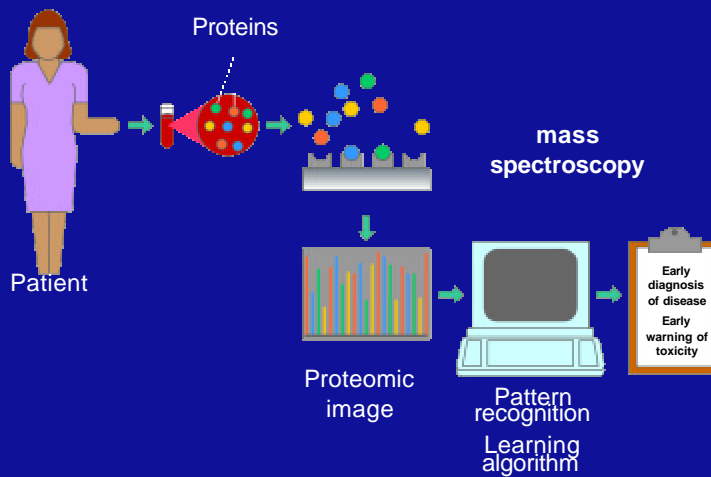 Proteins
mass
spectroscopy
Patient
Early
diagnosis
of disease
Early
warning of
toxicity
Proteomic
image
Pattern
recognition
Learning
algorithm